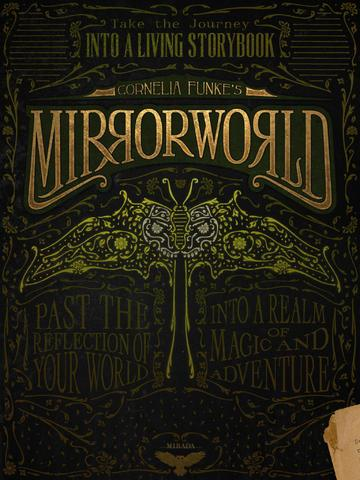 Take the Journey
INTO A LIVING STORYBOOK
CORNELIA FUNKE'S
MIRRORWORLD
PAST THE
REFLECTION OF
YOUR WORLD
INTO A REALM
OF
MAGIC AND
ADVENTURE
MIRADA